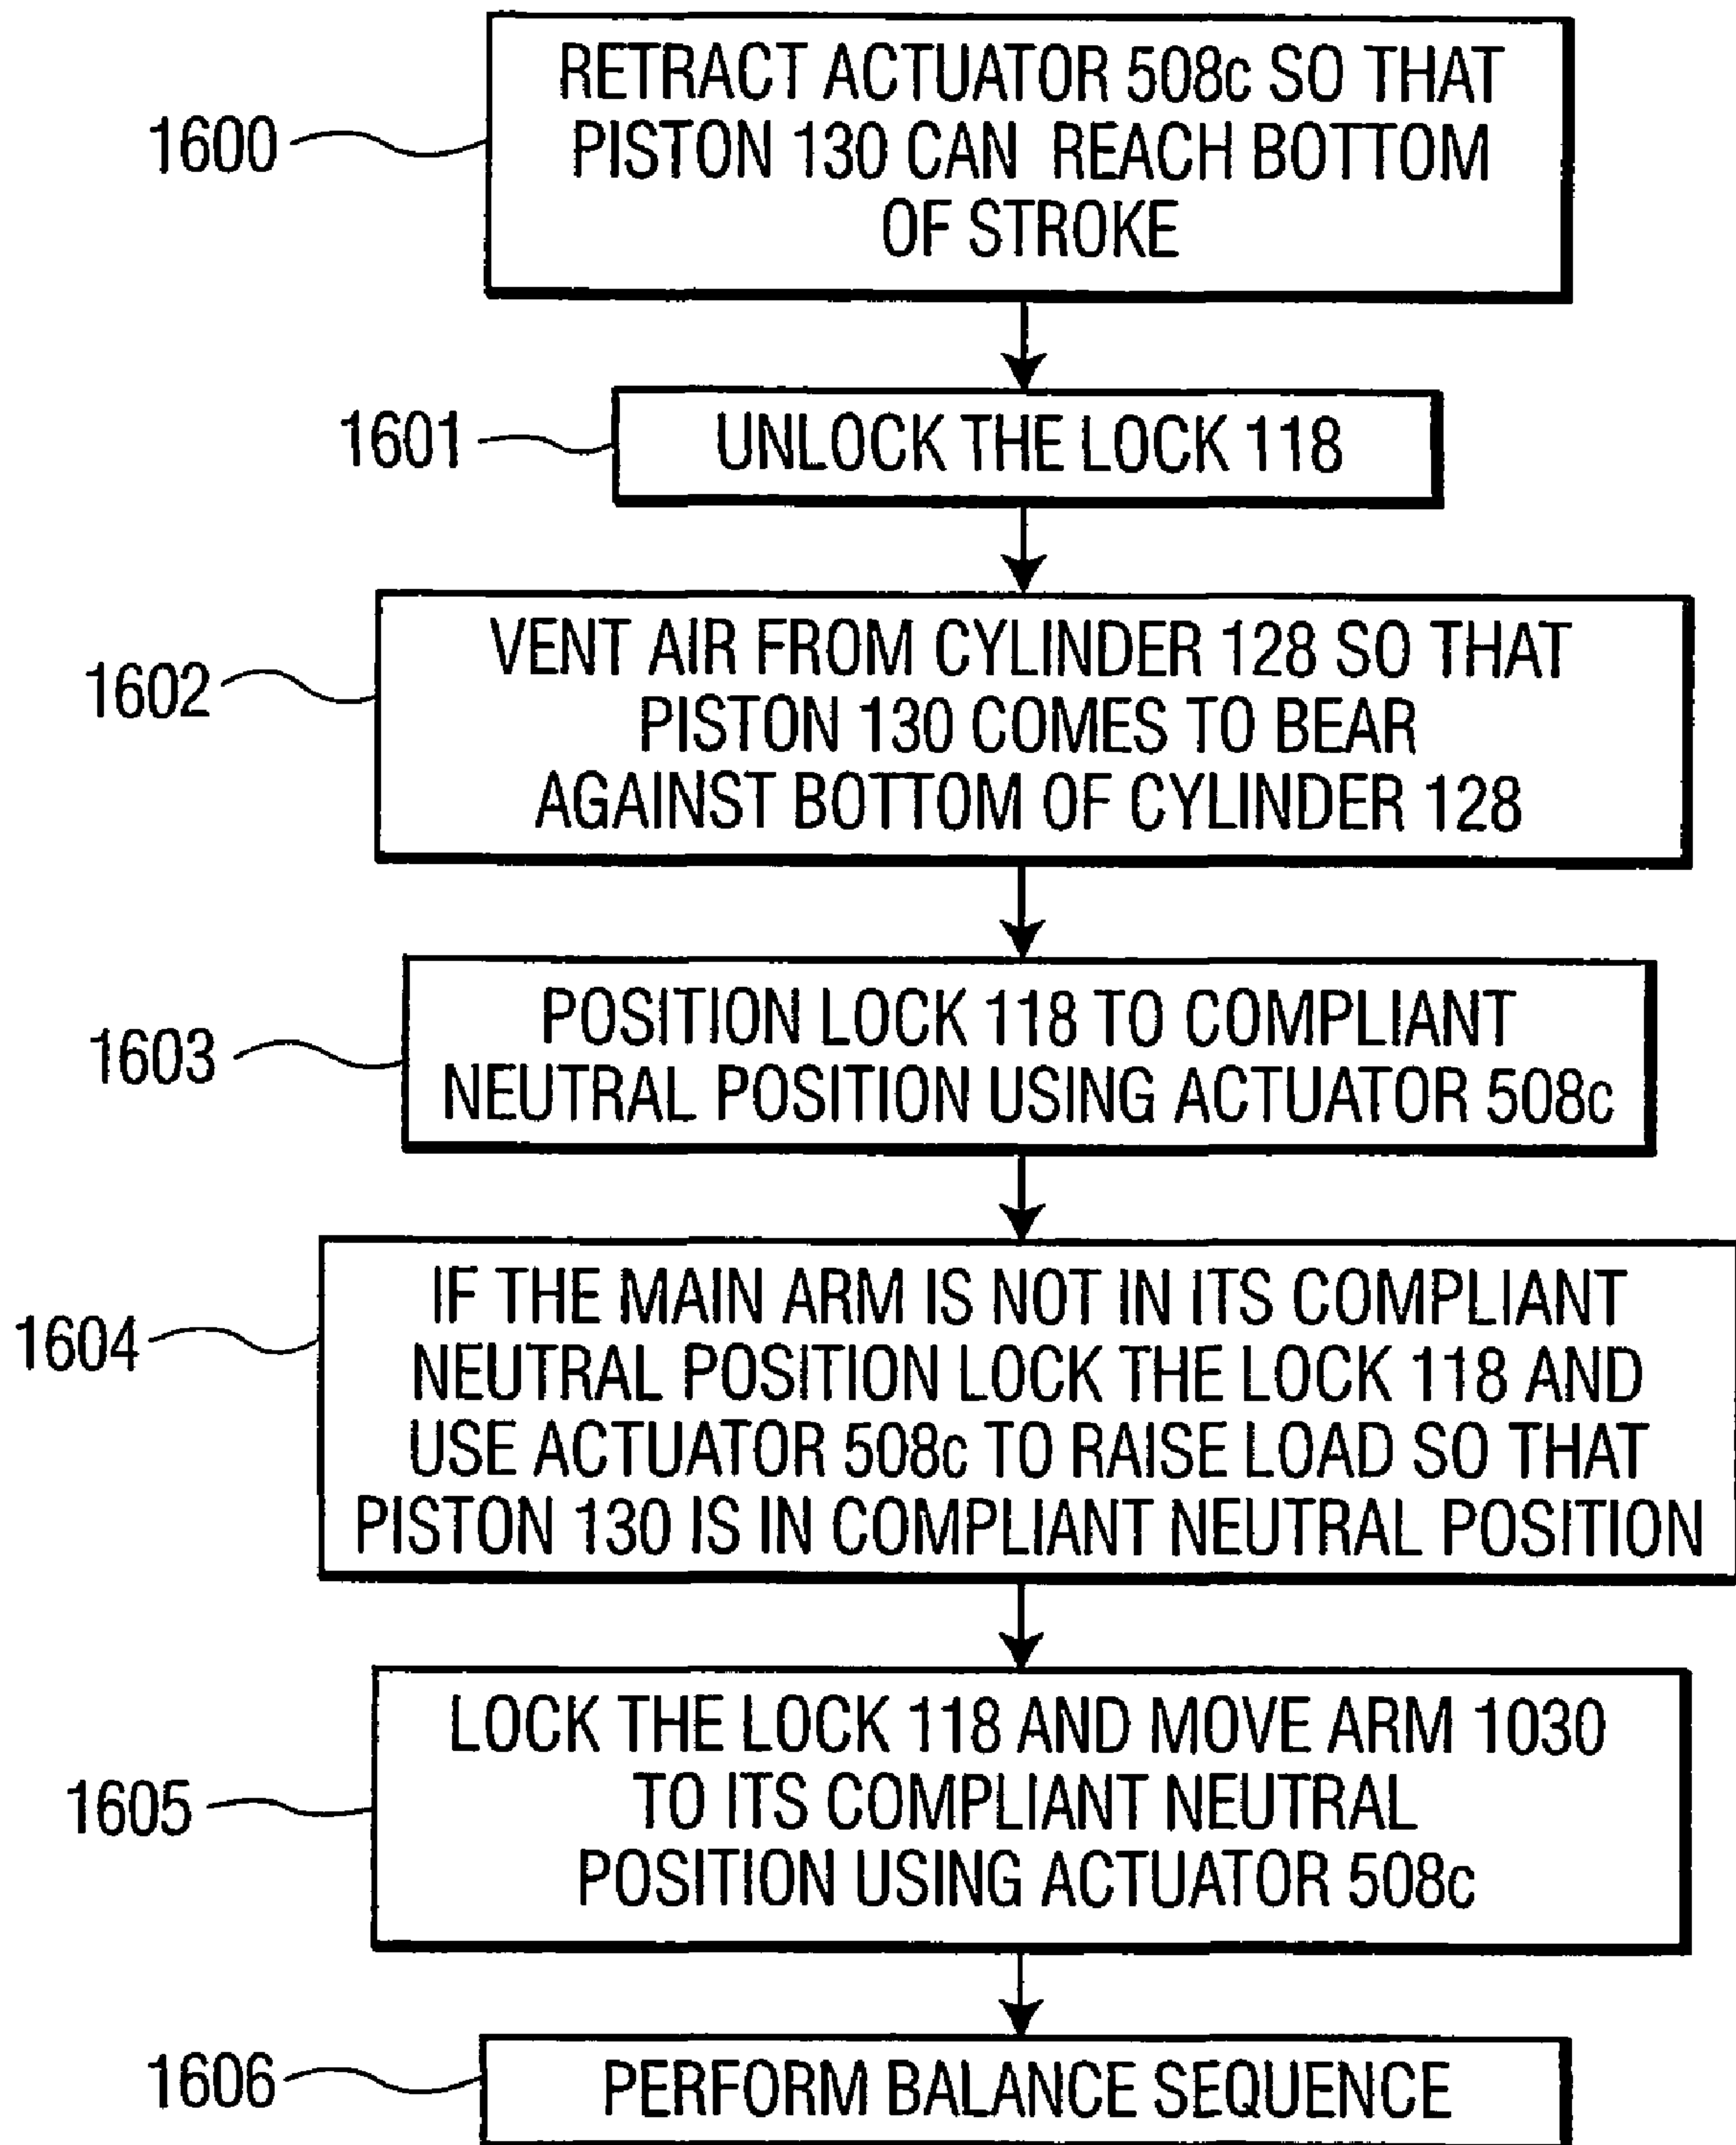 RETRACT ACTUATOR 508c SO THAT
PISTON 130 CAN REACH BOTTOM
OF STROKE
1600
UNLOCK THE LOCK 118
1601
VENT AIR FROM CYLINDER 128 SO THAT
PISTON 130 COMES TO BEAR
AGAINST BOTTOM OF CYLINDER 128
1602
POSITION LOCK 118 TO COMPLIANT
NEUTRAL POSITION USING ACTUATOR 508c
1603
IF THE MAIN ARM IS NOT IN ITS COMPLIANT
NEUTRAL POSITION LOCK THE LOCK 118 AND
USE ACTUATOR 508c TO RAISE LOAD SO THAT
PISTON 130 IS IN COMPLIANT NEUTRAL POSITION
1604
LOCK THE LOCK 118 AND MOVE ARM 1030
TO ITS COMPLIANT NEUTRAL
POSITION USING ACTUATOR 508c
1605
PERFORM BALANCE SEQUENCE
1606